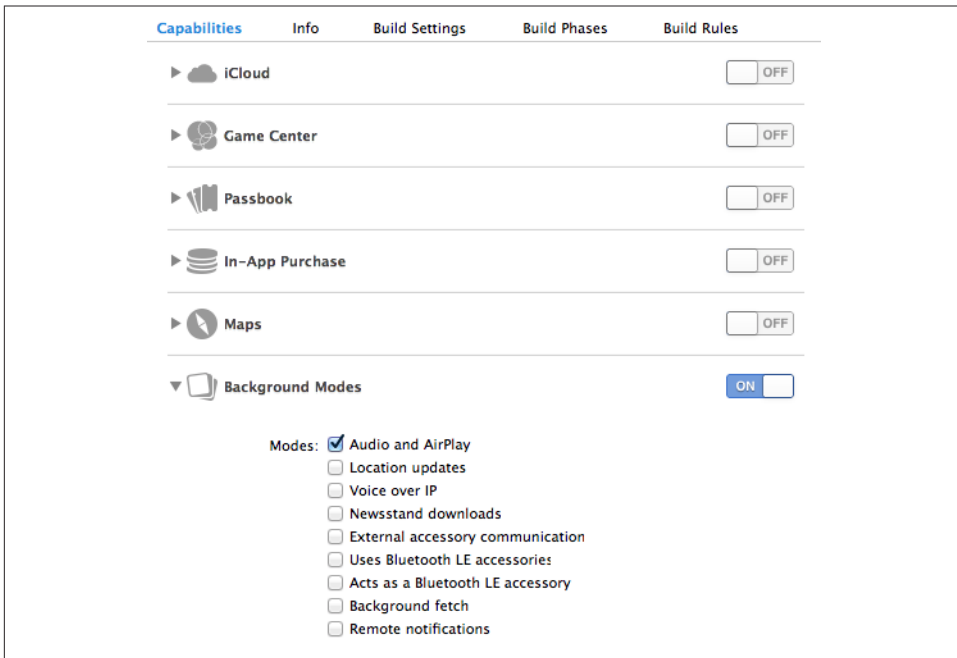 Capabilities Info Build Settings Build Phases Build Rules
iCloud OFF
Game Center OFF
Passbook OFF
In-App Purchase OFF
Maps OFF
Background Modes ON
Modes: Audio and AirPlay
Location updates
Voice over IP
Newsstand downloads
External accessory communication
Uses Bluetooth LE accessories
Acts as a Bluetooth LE accessory
Background fetch
Remote notifications